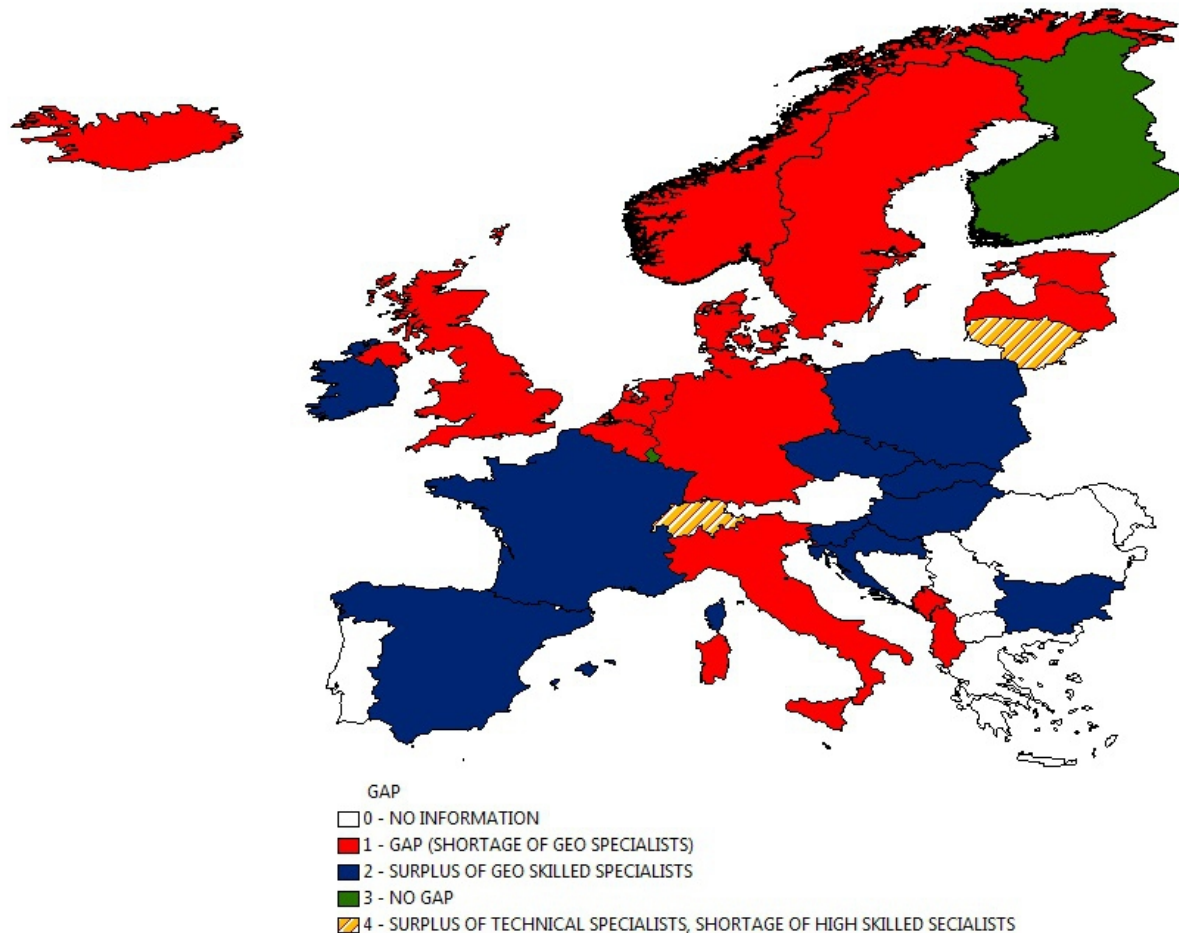 GAP
0 - NO INFORMATION
1 - GAP (SHORTAGE OF GEO SPECIALISTS)
2 - SURPLUS OF GEO SKILLED SPECIALISTS
3 - NO GAP
4 - SURPLUS OF TECHNICAL SPECIALISTS, SHORTAGE OF HIGH SKILLED SECIALISTS